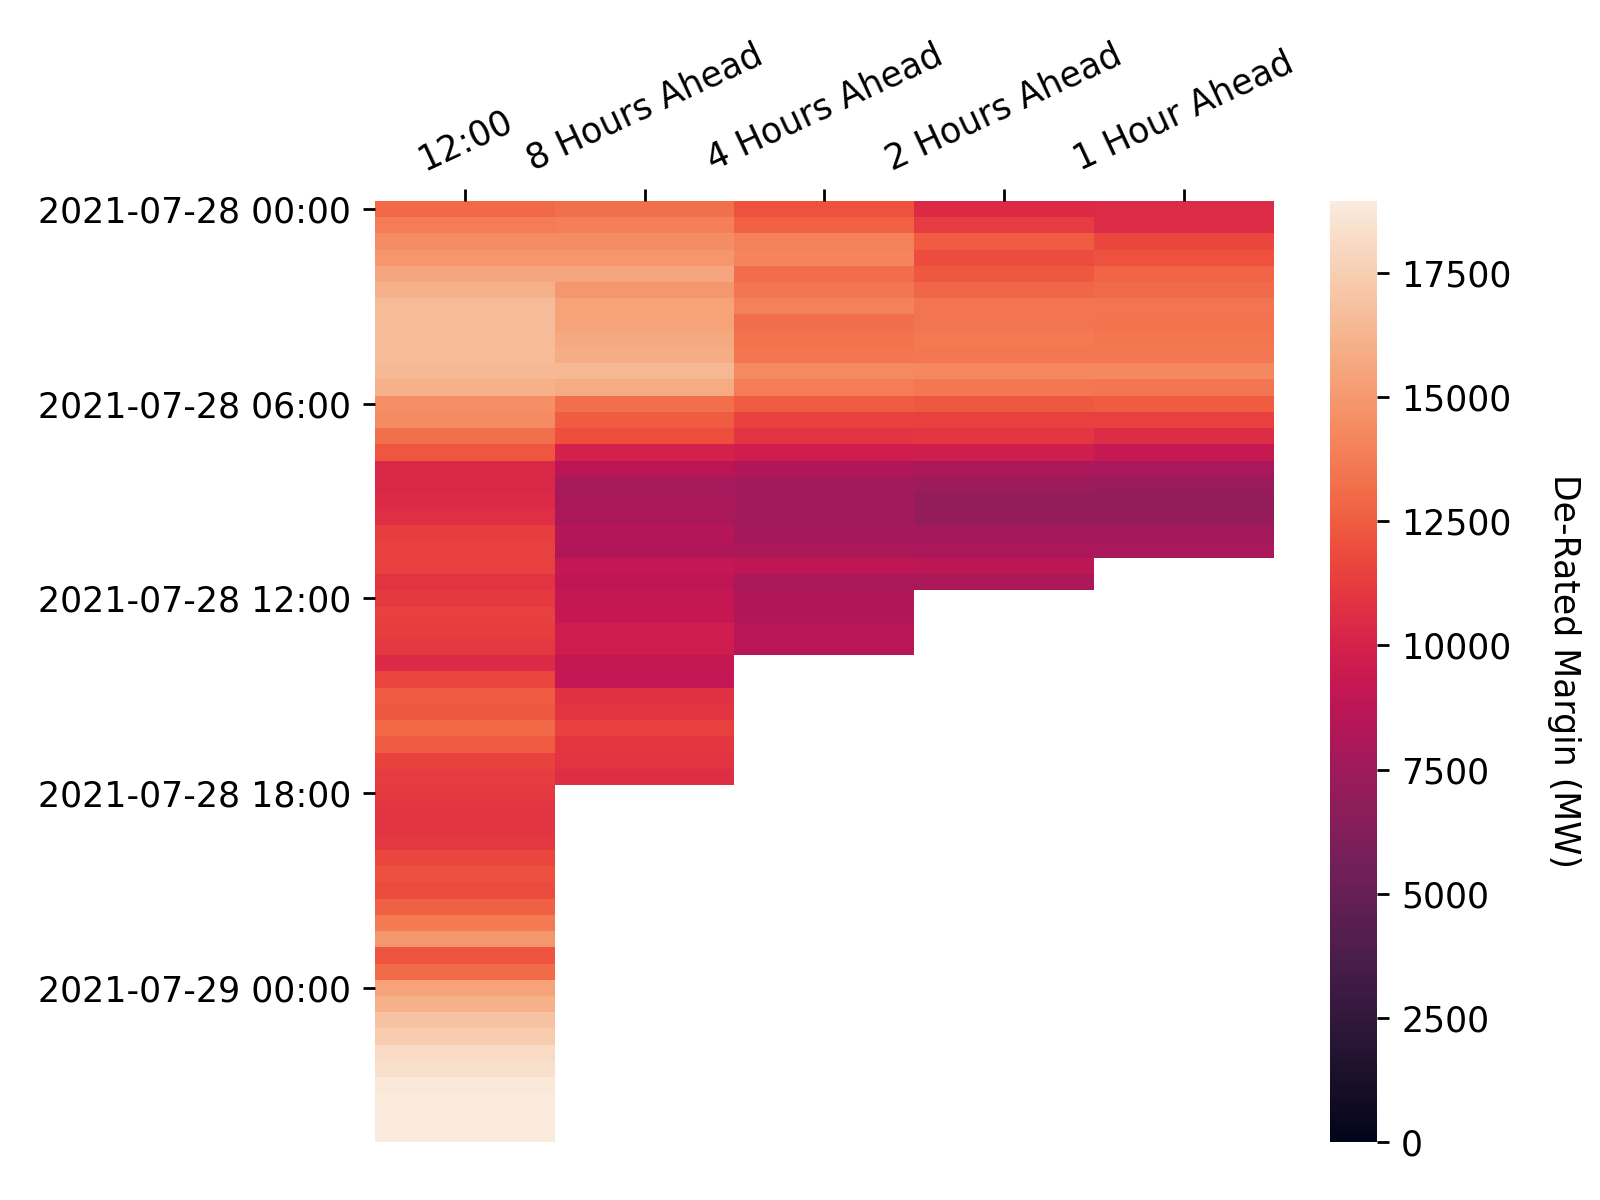 12:00
8 Hours Ahead
4 Hours Ahead
2 Hours Ahead
1 Hour Ahead
2021-07-28 00:00
2021-07-28 06:00
2021-07-28 12:00
2021-07-28 18:00
2021-07-29 00:00
17500
15000
12500
10000
7500
5000
2500
0
De-Rated Margin (MW)